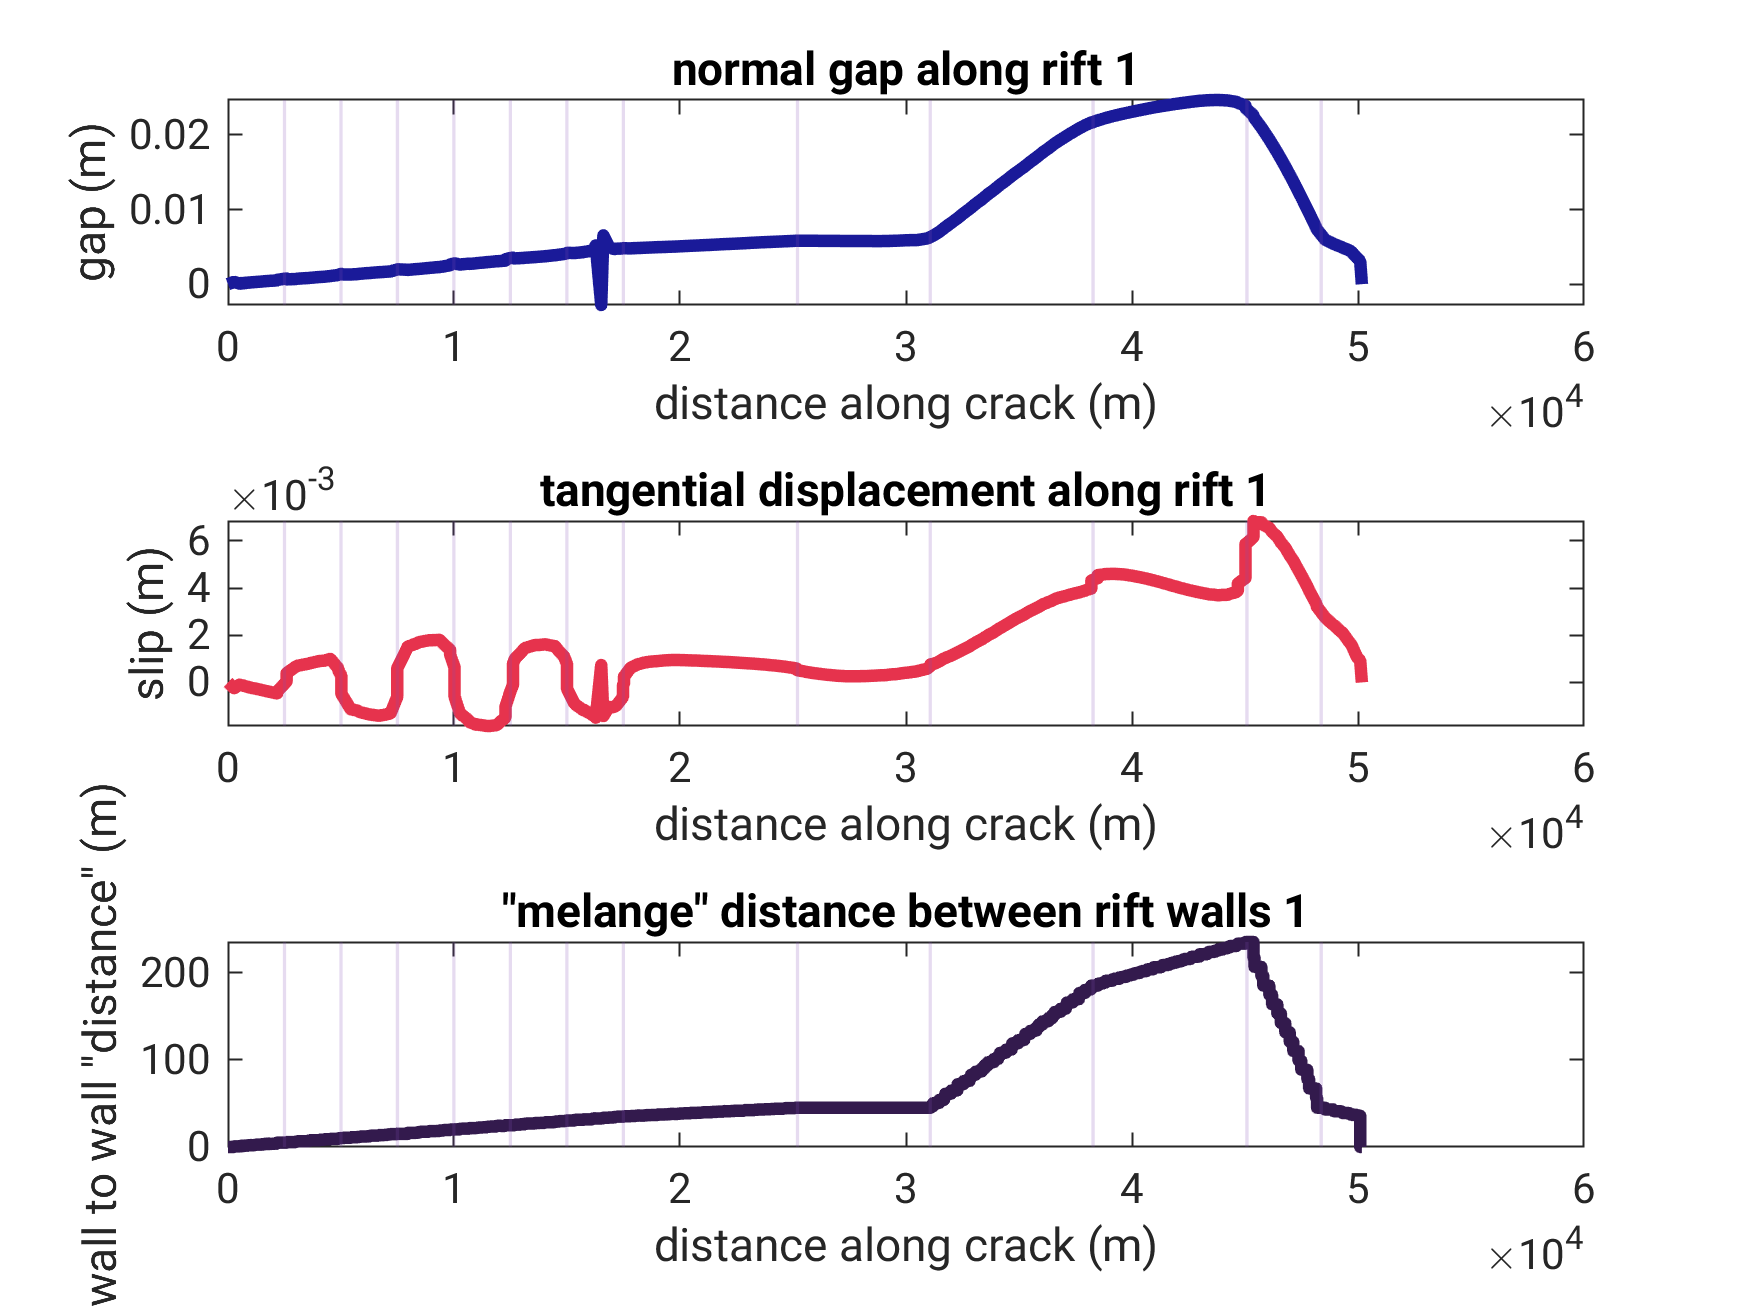 normal gap along rift 1
gap (m)
0.02
0.01
0
0 1 2 3 4 5 6
distance along crack (m)
×10^4
×10^-3
tangential displacement along rift 1
slip (m)
6
4
2
0
0 1 2 3 4 5 6
distance along crack (m)
×10^4
"melange" distance between rift walls 1
wall to wall "distance" (m)
200
100
0
0 1 2 3 4 5 6
distance along crack (m)
×10^4